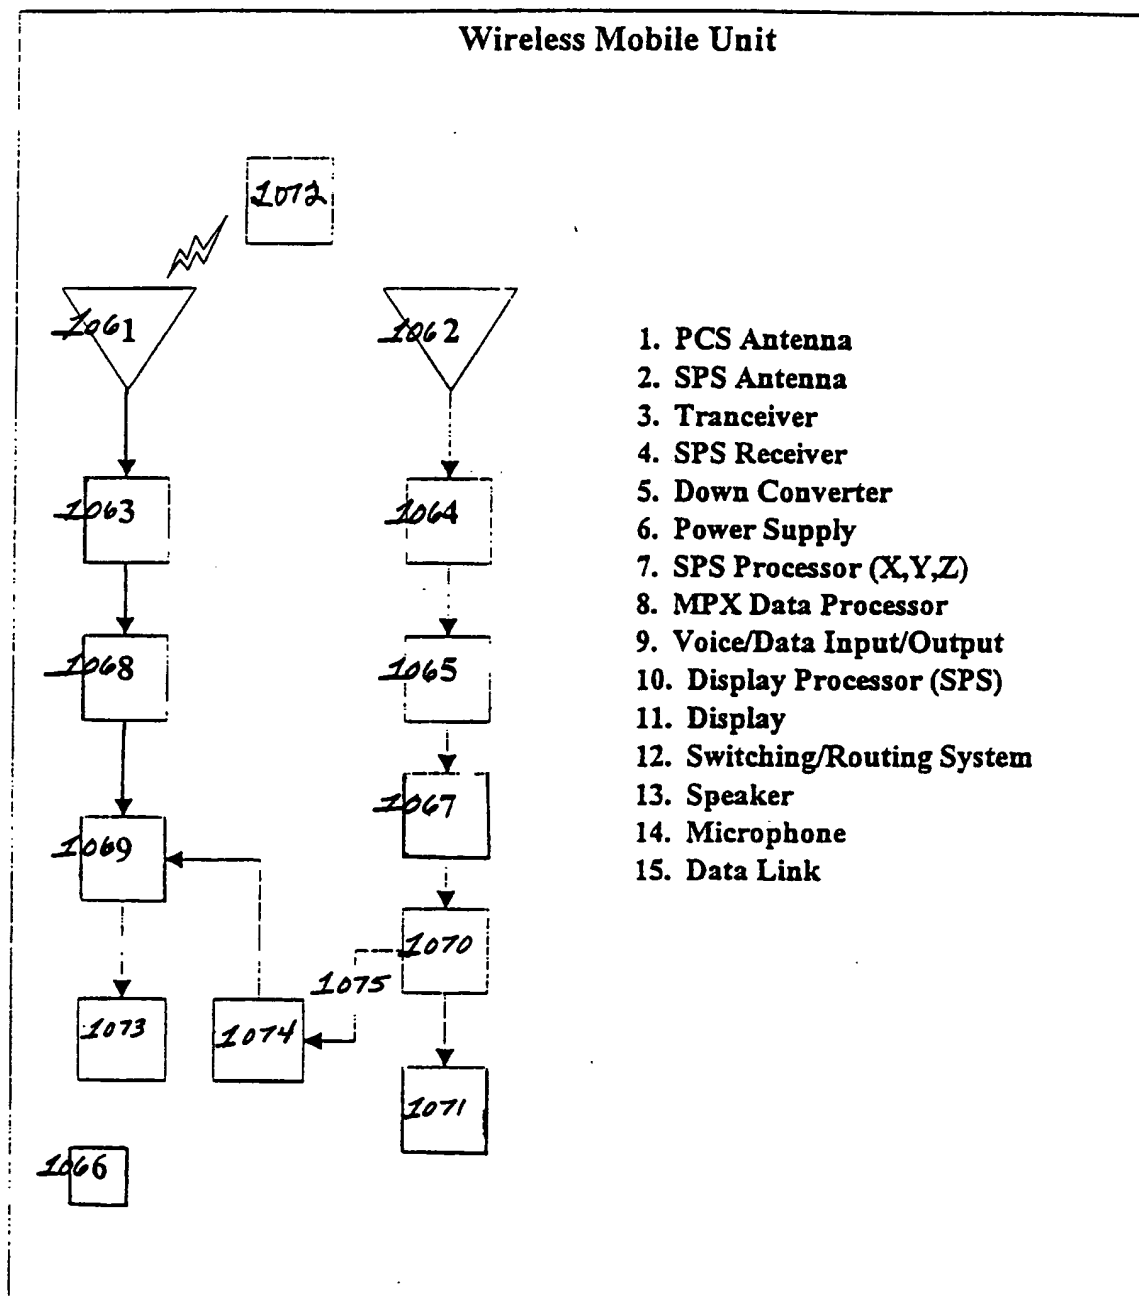 Wireless Mobile Unit
1072
1061
1062
1. PCS Antenna
2. SPS Antenna
3. Tranceiver
4. SPS Receiver
5. Down Converter
6. Power Supply
7. SPS Processor (X,Y,Z)
8. MPX Data Processor
9. Voice/Data Input/Output
10. Display Processor (SPS)
11. Display
12. Switching/Routing System
13. Speaker
14. Microphone
15. Data Link
1063
1064
1068
1065
1067
1069
1070
1075
1073
1074
1071
1066